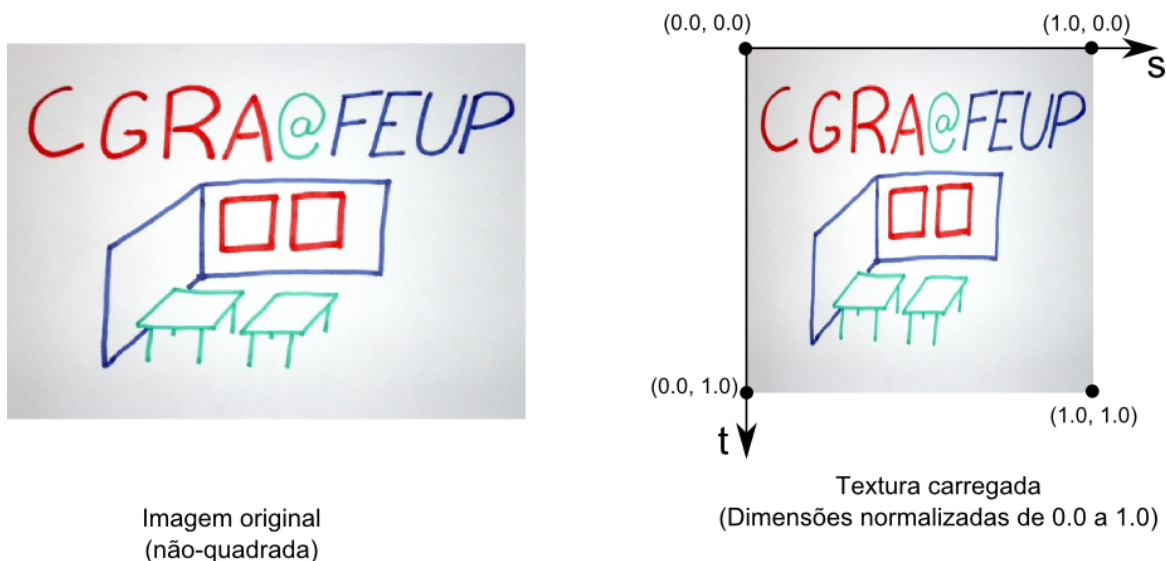 CGRA@FEUP
Imagem original
(não-quadrada)
(0.0, 0.0)
(1.0, 0.0)
s
CGRA@FEUP
(0.0, 1.0)
(1.0, 1.0)
t
Textura carregada
(Dimensões normalizadas de 0.0 a 1.0)